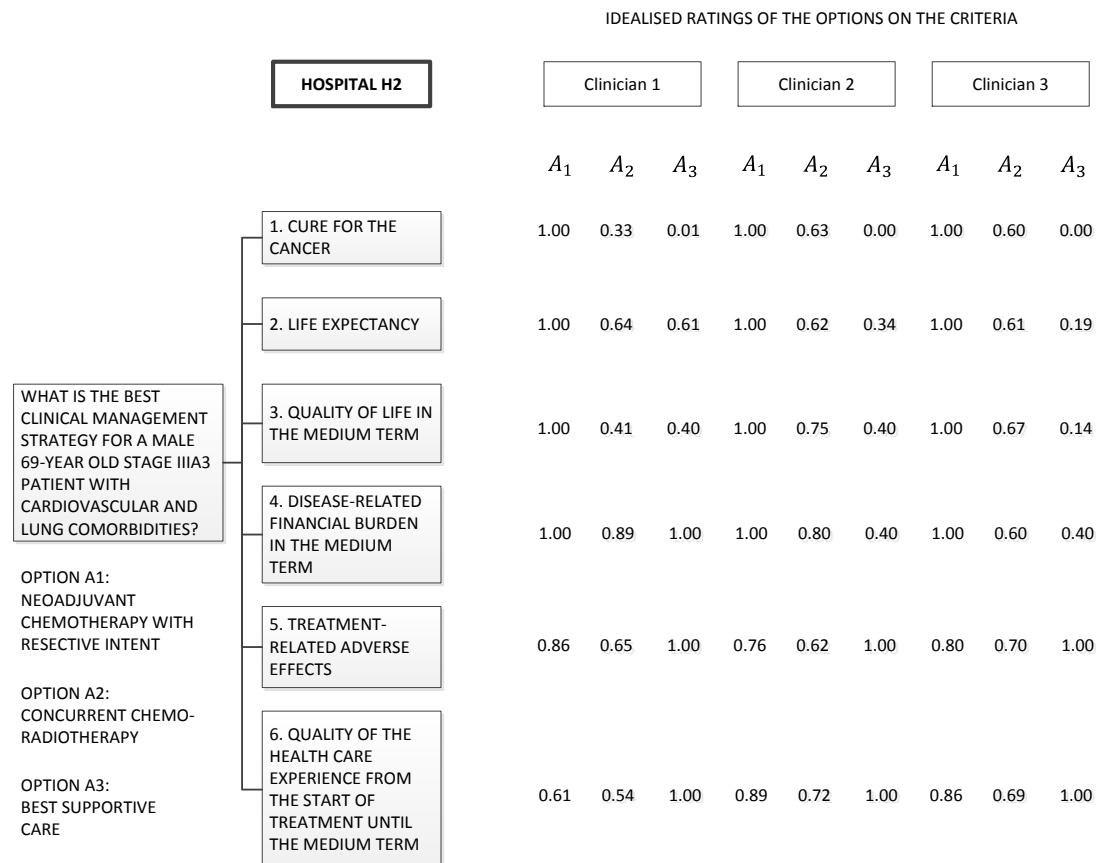 IDEALISED RATINGS OF THE OPTIONS ON THE CRITERIA
HOSPITAL H2
Clinician 1 Clinician 2 Clinician 3
A₁ A₂ A₃ A₁ A₂ A₃ A₁ A₂ A₃
1. CURE FOR THE
CANCER
1.00 0.33 0.01 1.00 0.63 0.00 1.00 0.60 0.00
2. LIFE EXPECTANCY
1.00 0.64 0.61 1.00 0.62 0.34 1.00 0.61 0.19
3. QUALITY OF LIFE IN
THE MEDIUM TERM
1.00 0.41 0.40 1.00 0.75 0.40 1.00 0.67 0.14
WHAT IS THE BEST
CLINICAL MANAGEMENT
STRATEGY FOR A MALE
69-YEAR OLD STAGE IIIA3
PATIENT WITH
CARDIOVASCULAR AND
LUNG COMORBIDITIES?
4. DISEASE-RELATED
FINANCIAL BURDEN
IN THE MEDIUM
TERM
1.00 0.89 1.00 1.00 0.80 0.40 1.00 0.60 0.40
OPTION A1:
NEOADJUVANT
CHEMOTHERAPY WITH
RESECTIVE INTENT
5. TREATMENT-
RELATED ADVERSE
EFFECTS
0.86 0.65 1.00 0.76 0.62 1.00 0.80 0.70 1.00
OPTION A2:
CONCURRENT CHEMO-
RADIOTHERAPY
OPTION A3:
BEST SUPPORTIVE
CARE
6. QUALITY OF THE
HEALTH CARE
EXPERIENCE FROM
THE START OF
TREATMENT UNTIL
THE MEDIUM TERM
0.61 0.54 1.00 0.89 0.72 1.00 0.86 0.69 1.00